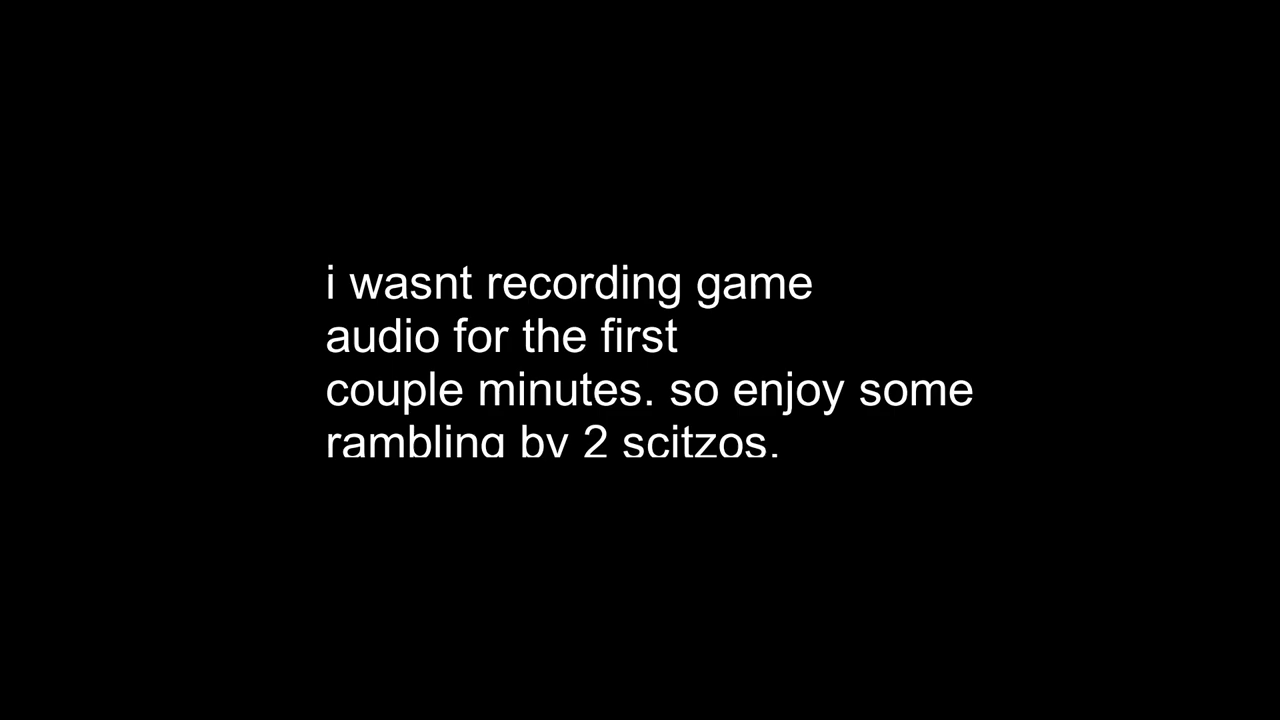 i wasnt recording game
audio for the first
couple minutes. so enjoy some
rambling by 2 scitzos.